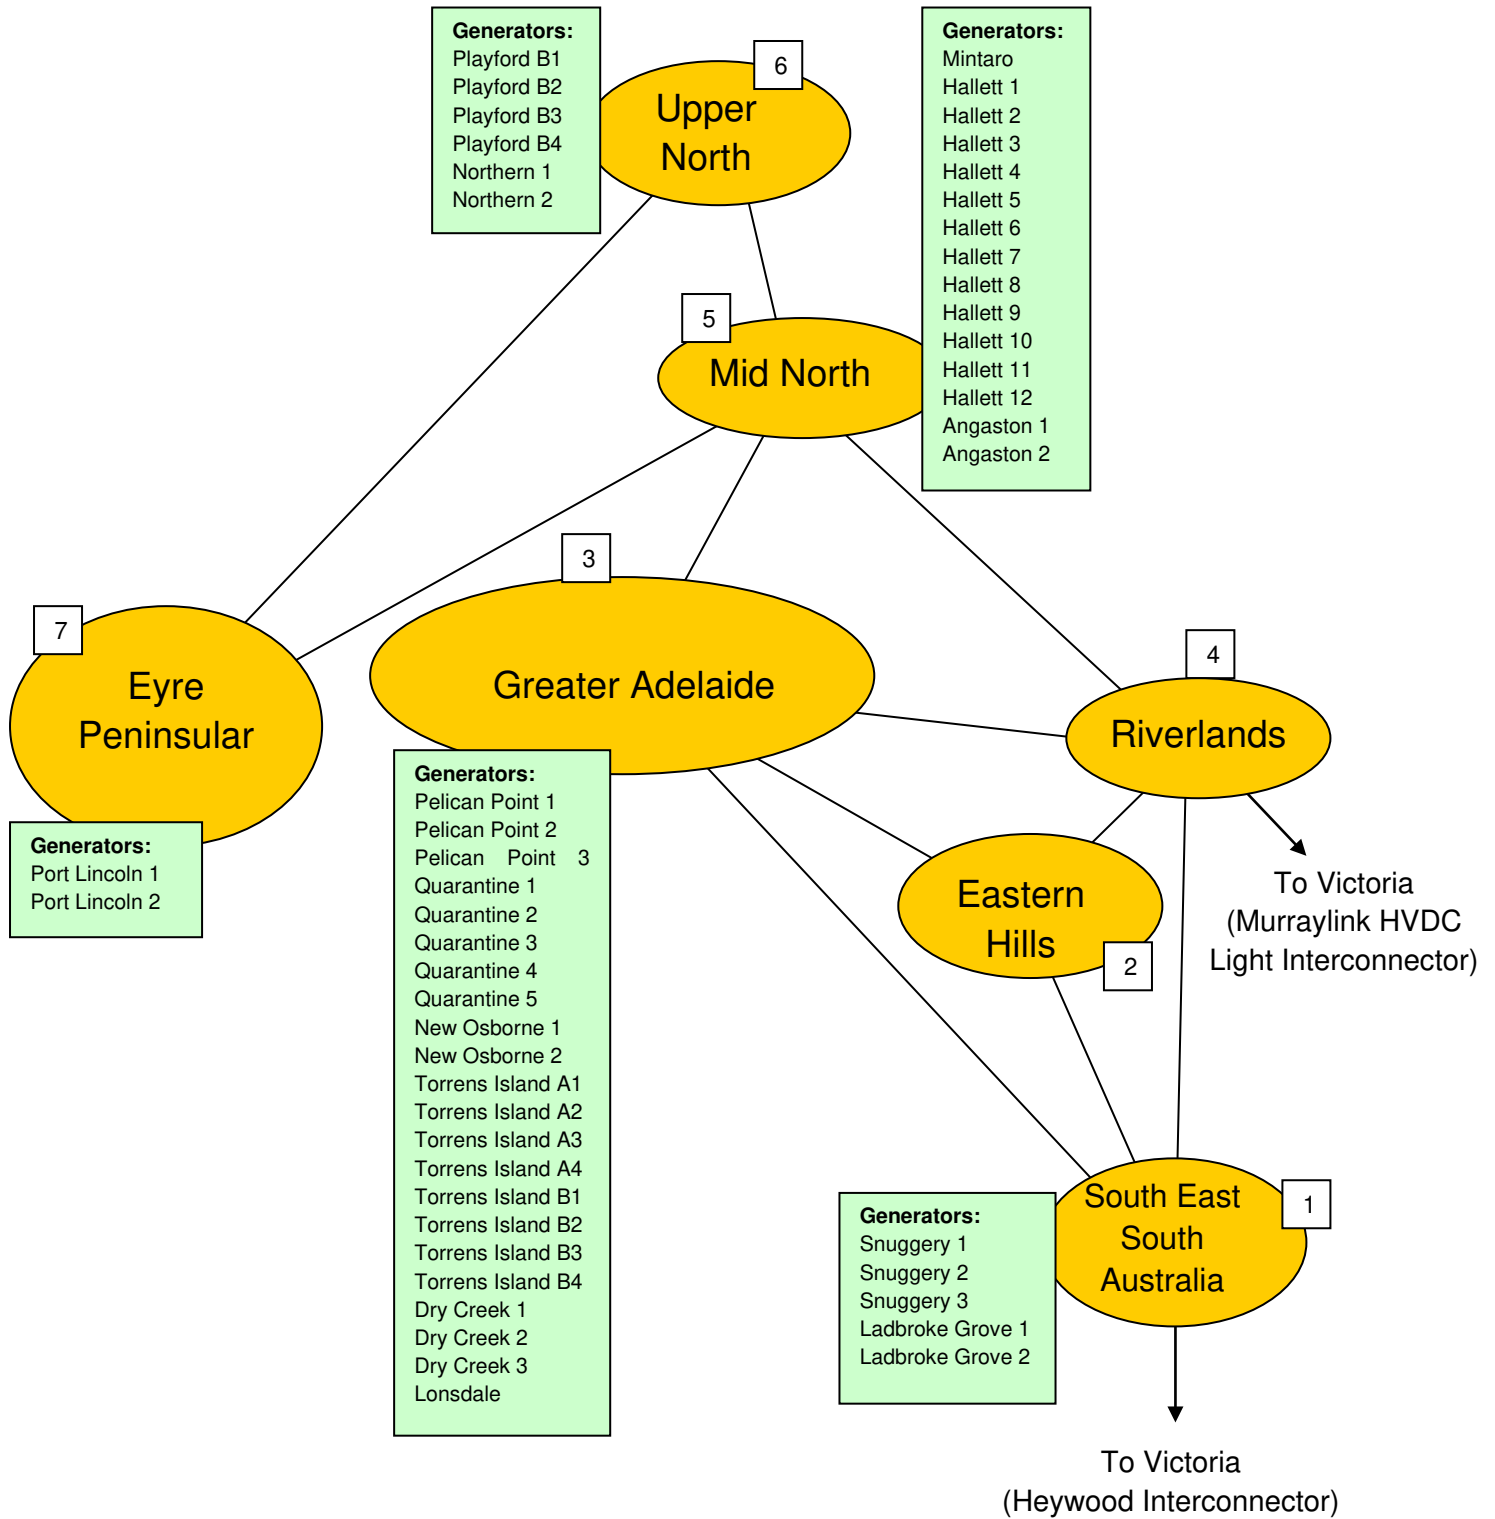 Generators:
Playford B1
Playford B2
Playford B3
Playford B4
Northern 1
Northern 2
6
Upper
North
Generators:
Mintaro
Hallett 1
Hallett 2
Hallett 3
Hallett 4
Hallett 5
Hallett 6
Hallett 7
Hallett 8
Hallett 9
Hallett 10
Hallett 11
Hallett 12
Angaston 1
Angaston 2
5
Mid North
3
Greater Adelaide
7
Eyre
Peninsular
Generators:
Port Lincoln 1
Port Lincoln 2
4
Riverlands
Generators:
Pelican Point 1
Pelican Point 2
Pelican Point 3
Quarantine 1
Quarantine 2
Quarantine 3
Quarantine 4
Quarantine 5
New Osborne 1
New Osborne 2
Torrens Island A1
Torrens Island A2
Torrens Island A3
Torrens Island A4
Torrens Island B1
Torrens Island B2
Torrens Island B3
Torrens Island B4
Dry Creek 1
Dry Creek 2
Dry Creek 3
Lonsdale
Eastern
Hills
2
To Victoria
(Murraylink HVDC
Light Interconnector)
Generators:
Snuggery 1
Snuggery 2
Snuggery 3
Ladbroke Grove 1
Ladbroke Grove 2
South East
South
Australia
1
To Victoria
(Heywood Interconnector)